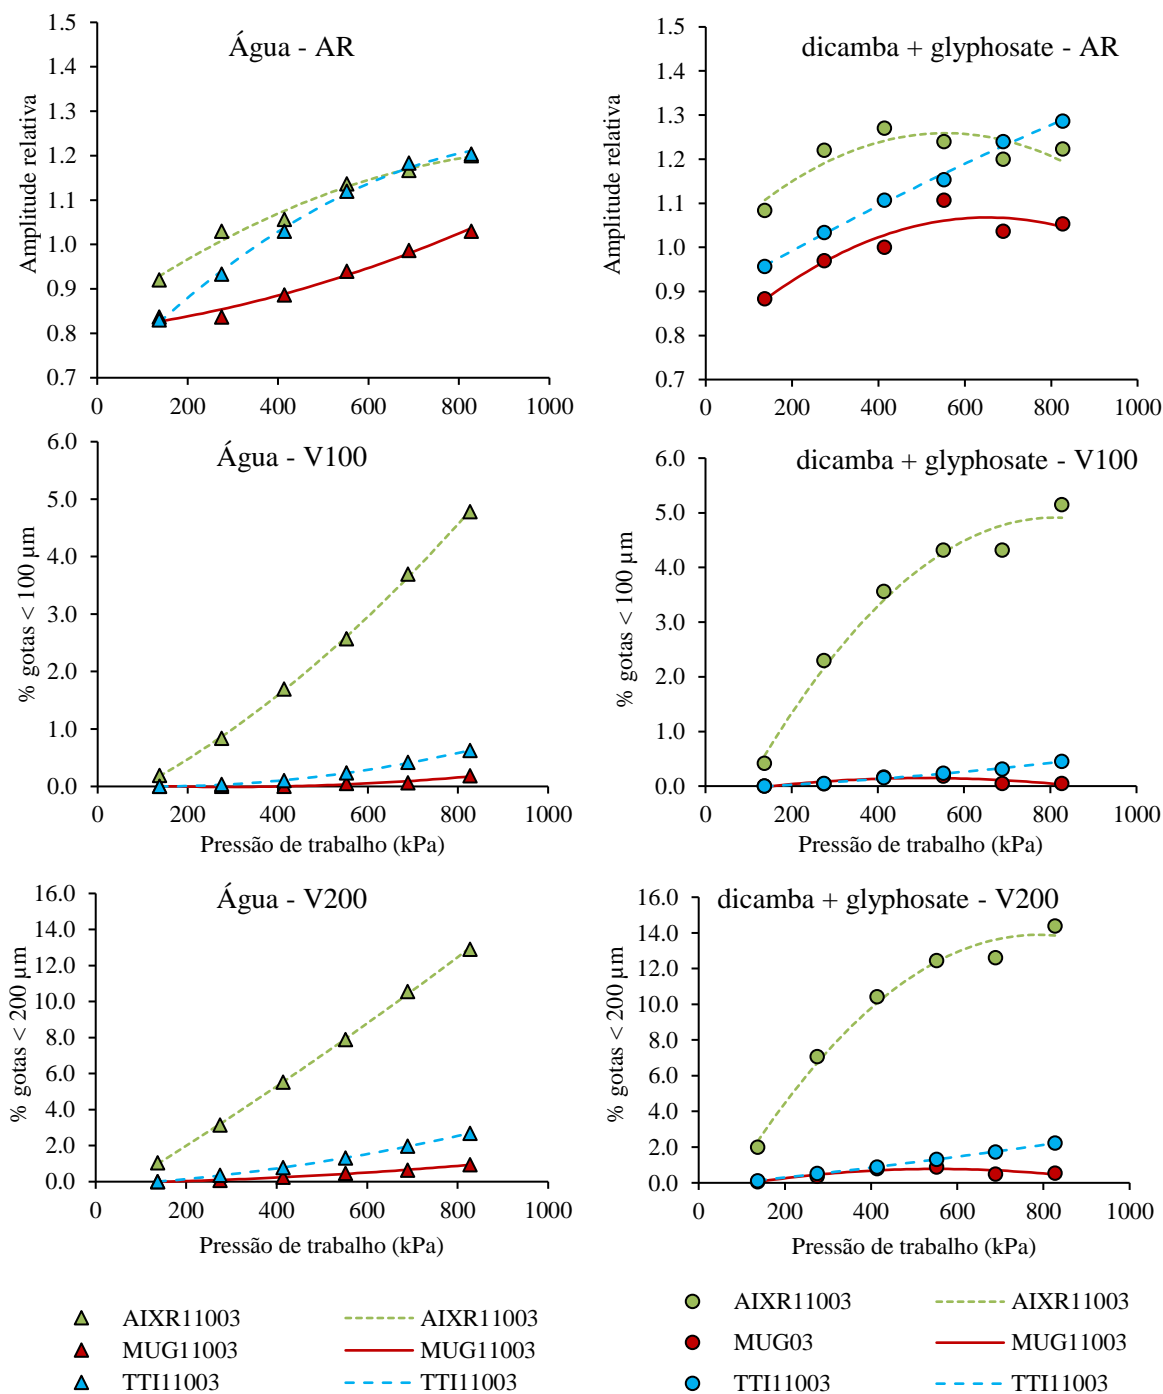 Água - AR
Amplitude relativa
1.5
1.4
1.3
1.2
1.1
1.0
0.9
0.8
0.7
0 200 400 600 800 1000
dicamba + glyphosate - AR
Amplitude relativa
1.5
1.4
1.3
1.2
1.1
1.0
0.9
0.8
0.7
0 200 400 600 800 1000
Água - V100
% gotas < 100 µm
6.0
5.0
4.0
3.0
2.0
1.0
0.0
0 200 400 600 800 1000
Pressão de trabalho (kPa)
dicamba + glyphosate - V100
% gotas < 100 µm
6.0
5.0
4.0
3.0
2.0
1.0
0.0
0 200 400 600 800 1000
Pressão de trabalho (kPa)
Água - V200
% gotas < 200 µm
16.0
14.0
12.0
10.0
8.0
6.0
4.0
2.0
0.0
0 200 400 600 800 1000
Pressão de trabalho (kPa)
dicamba + glyphosate - V200
% gotas < 200 µm
16.0
14.0
12.0
10.0
8.0
6.0
4.0
2.0
0.0
0 200 400 600 800 1000
Pressão de trabalho (kPa)
AIXR11003 AIXR11003
MUG11003 MUG11003
TTI11003 TTI11003
AIXR11003 AIXR11003
MUG03 MUG11003
TTI11003 TTI11003